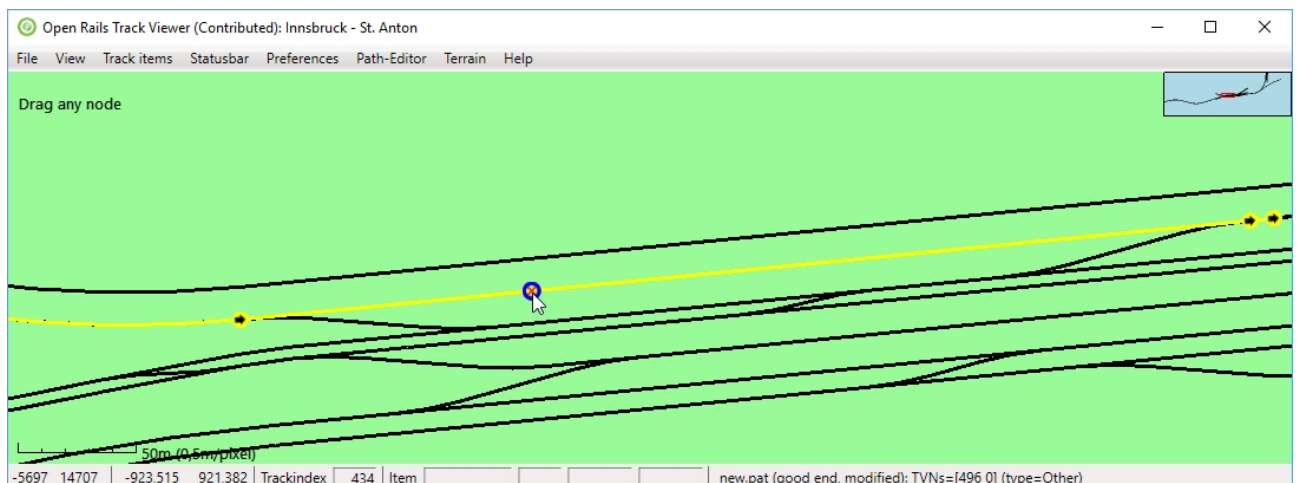 Open Rails Track Viewer (Contributed): Innsbruck - St. Anton
File View Track items Statusbar Preferences Path-Editor Terrain Help
Drag any node
50m (0,5m/pixel)
-5697 14707 -923,515 921,382 Trackindex 434 Item new.pat (good end, modified): TVNs=[496 0] (type=Other)